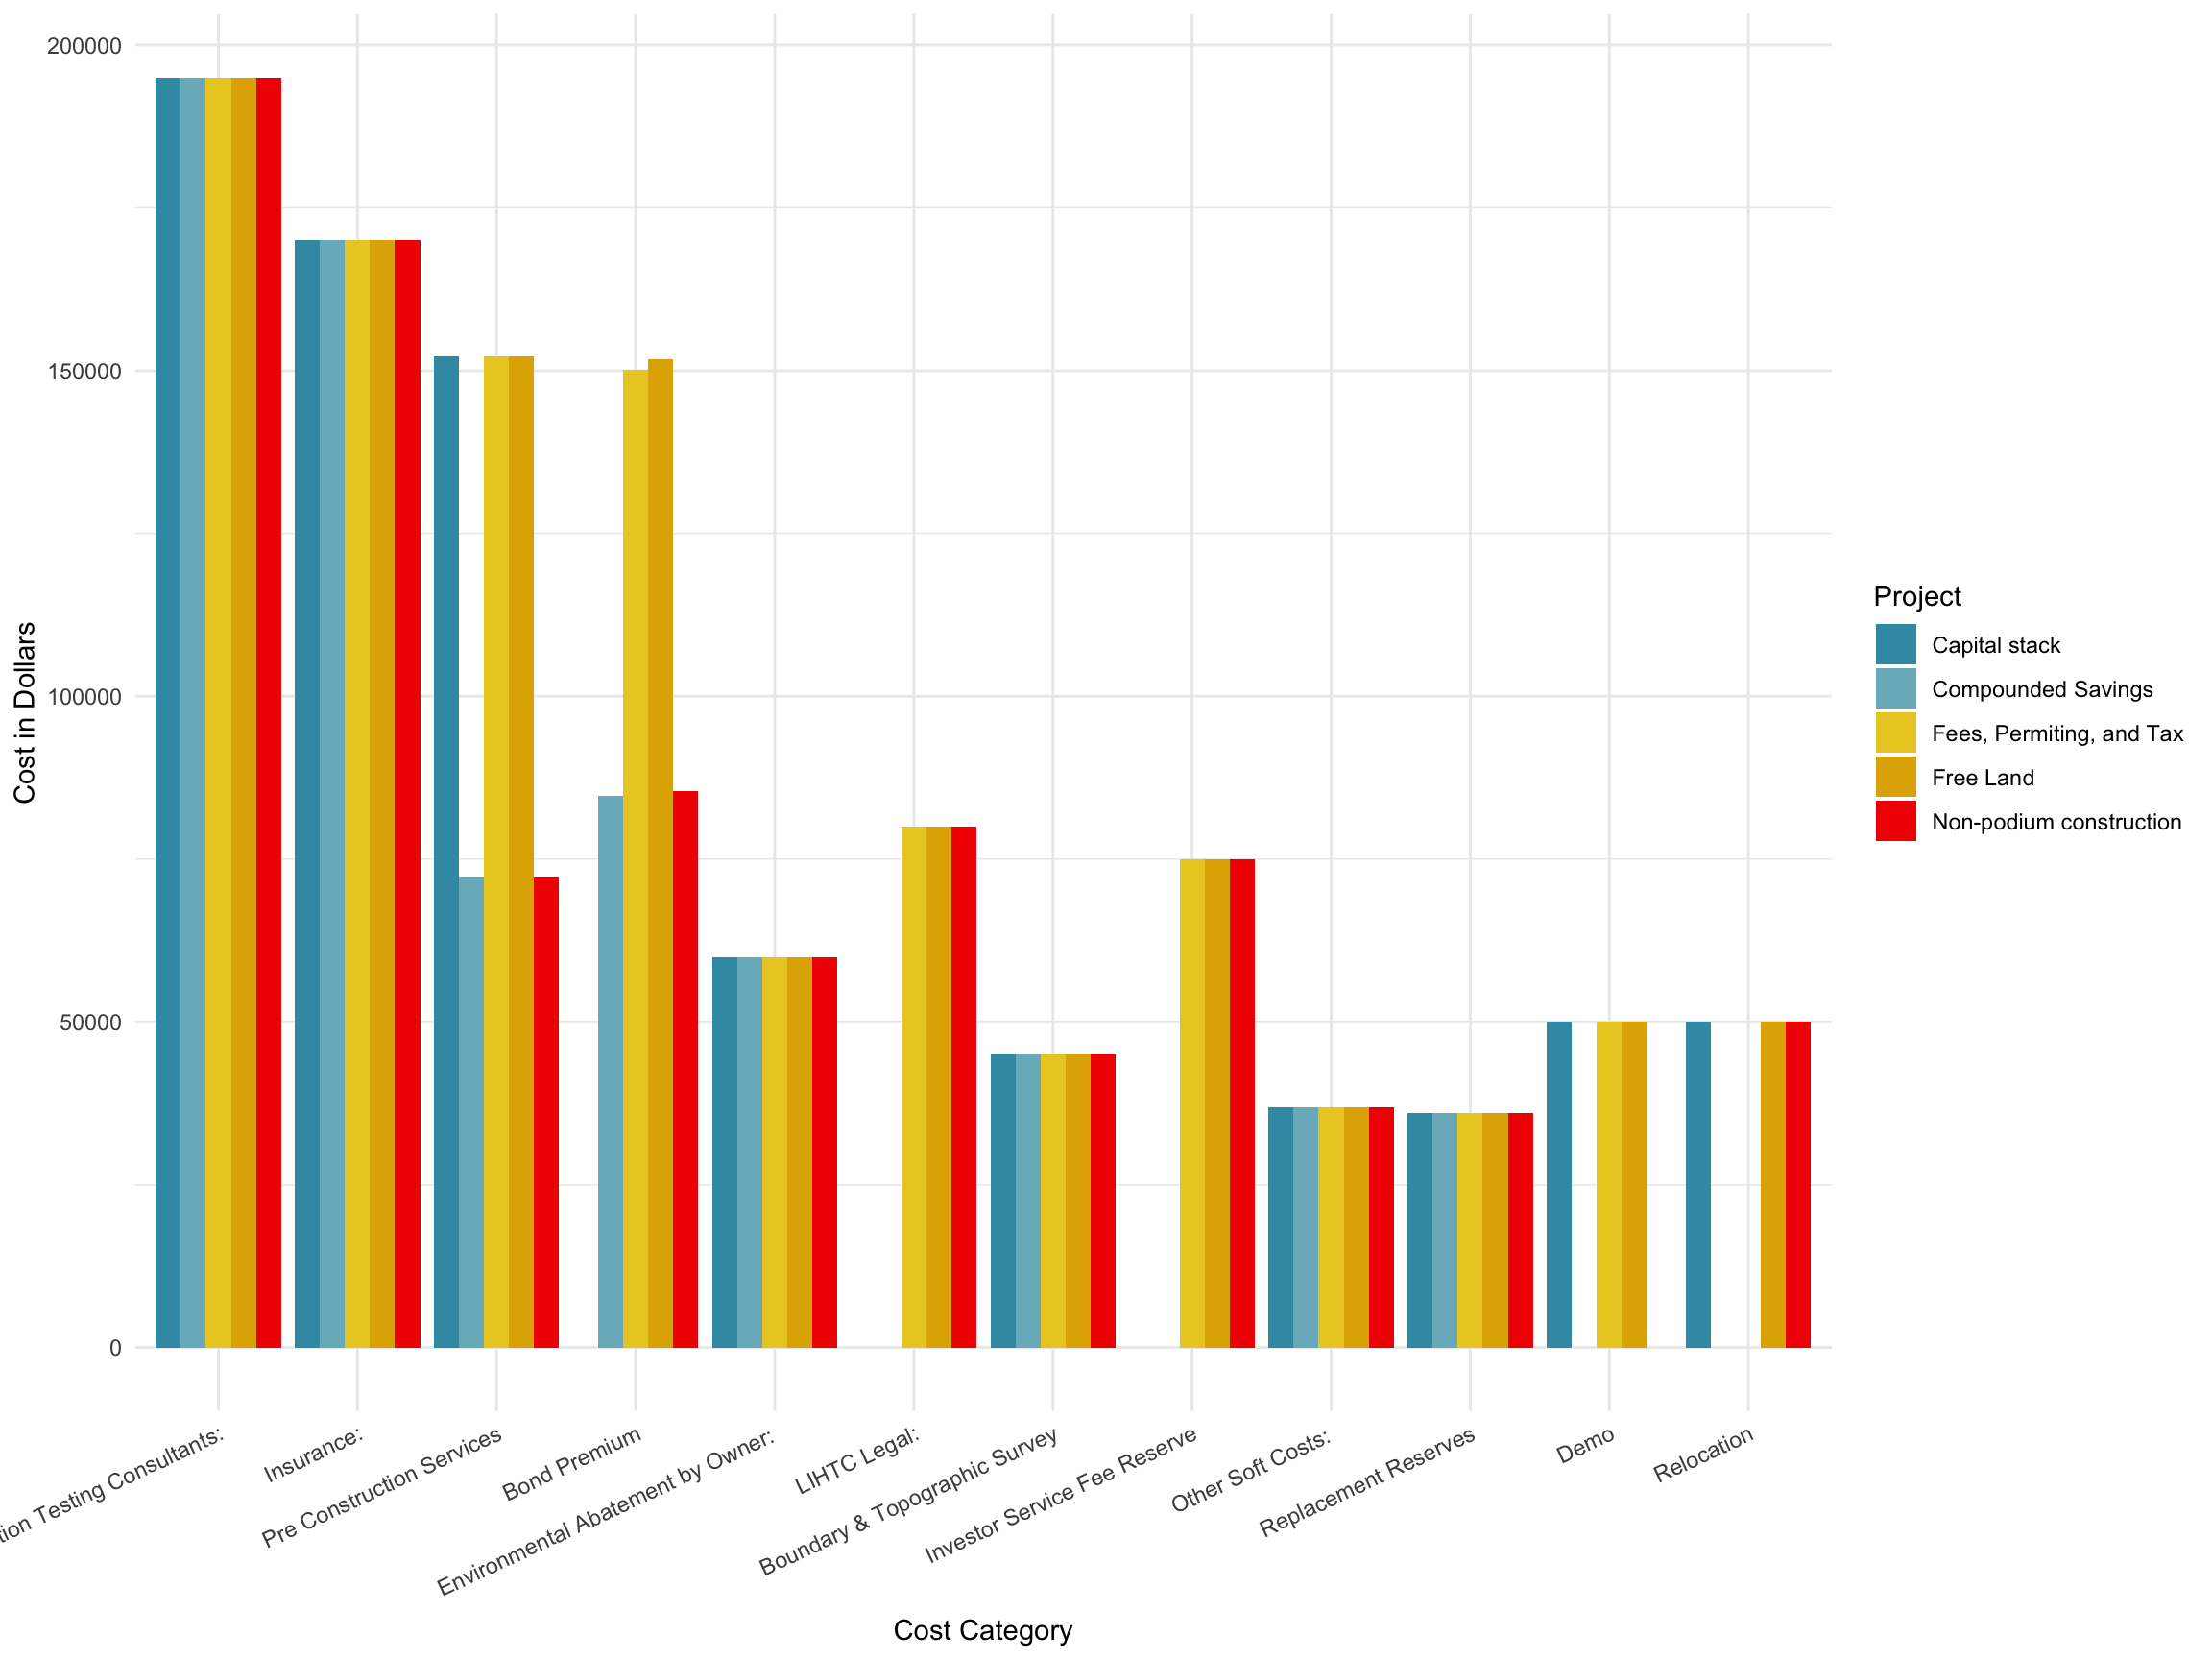 200000
150000
100000
50000
0
Cost in Dollars
Testing Consultants:
Insurance:
Pre Construction Services
Bond Premium
Environmental Abatement by Owner:
LIHTC Legal:
Boundary & Topographic Survey
Investor Service Fee Reserve
Other Soft Costs:
Replacement Reserves
Demo
Relocation
Cost Category
Project
Capital stack
Compounded Savings
Fees, Permiting, and Tax
Free Land
Non-podium construction